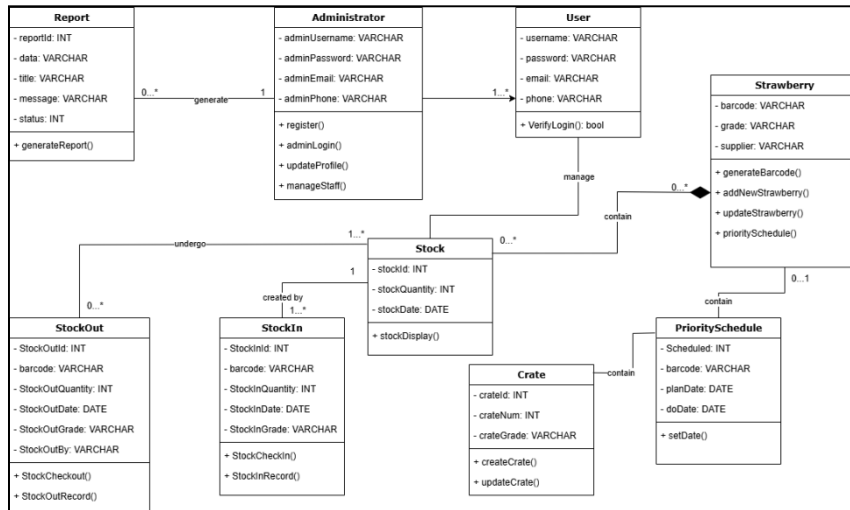 Report
- reportId: INT
- data: VARCHAR
- title: VARCHAR
- message: VARCHAR
- status: INT
+ generateReport()
0...*
generate
1
Administrator
- adminUsername: VARCHAR
- adminPassword: VARCHAR
- adminEmail: VARCHAR
- adminPhone: VARCHAR
+ register()
+ adminLogin()
+ updateProfile()
+ manageStaff()
1...*
User
- username: VARCHAR
- password: VARCHAR
- email: VARCHAR
- phone: VARCHAR
+ VerifyLogin(): bool
manage
Strawberry
- barcode: VARCHAR
- grade: VARCHAR
- supplier: VARCHAR
+ generateBarcode()
+ addNewStrawberry()
+ updateStrawberry()
+ prioritySchedule()
0...*
contain
0...*
undergo
1...*
0...*
Stock
- stockId: INT
- stockQuantity: INT
- stockDate: DATE
+ stockDisplay()
1
created by
1...*
0...1
contain
StockOut
- StockOutId: INT
- barcode: VARCHAR
- StockOutQuantity: INT
- StockOutDate: DATE
- StockOutGrade: VARCHAR
- StockOutBy: VARCHAR
+ StockCheckout()
+ StockOutRecord()
StockIn
- StockInId: INT
- barcode: VARCHAR
- StockInQuantity: INT
- StockInDate: DATE
- StockInGrade: VARCHAR
+ StockCheckIn()
+ StockInRecord()
Crate
- crateId: INT
- crateNum: INT
- crateGrade: VARCHAR
+ createCrate()
+ updateCrate()
contain
PrioritySchedule
- Scheduled: INT
- barcode: VARCHAR
- planDate: DATE
- doDate: DATE
+ setDate()